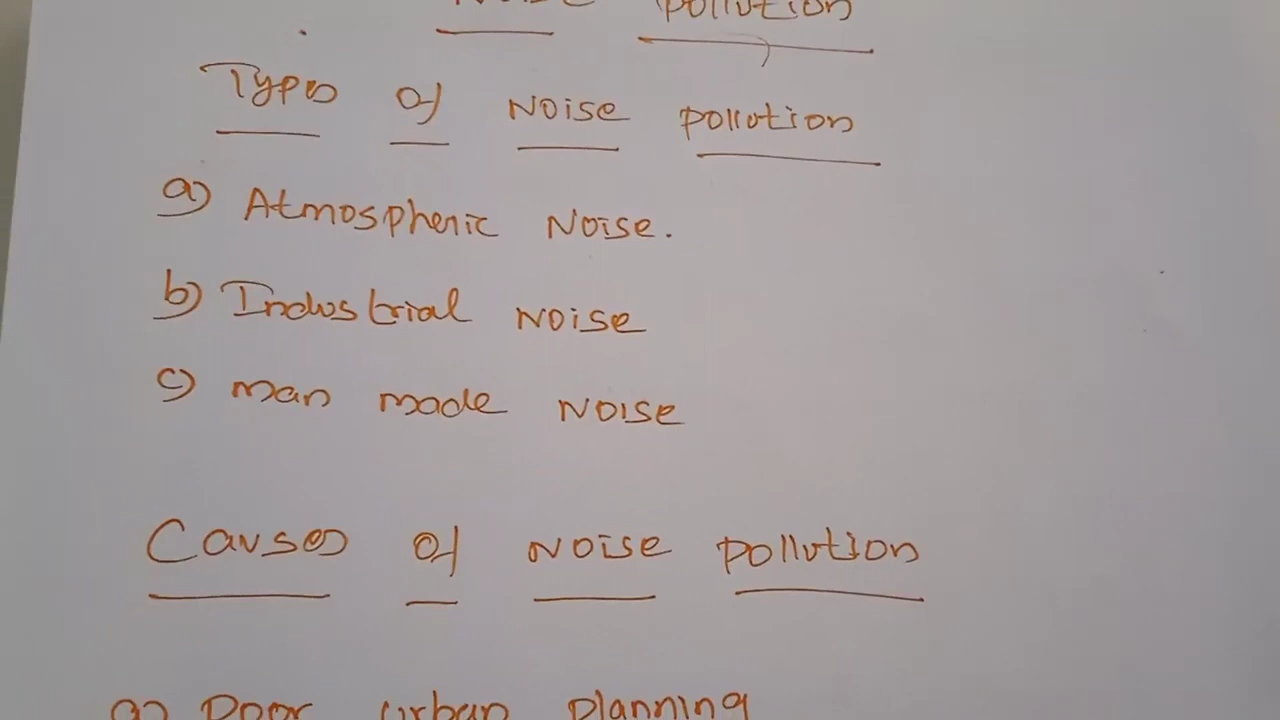 Noise Pollution
Types of Noise Pollution
a) Atmospheric Noise.
b) Industrial Noise
c) Man made Noise
Causes of Noise Pollution
a) Poor urban planning